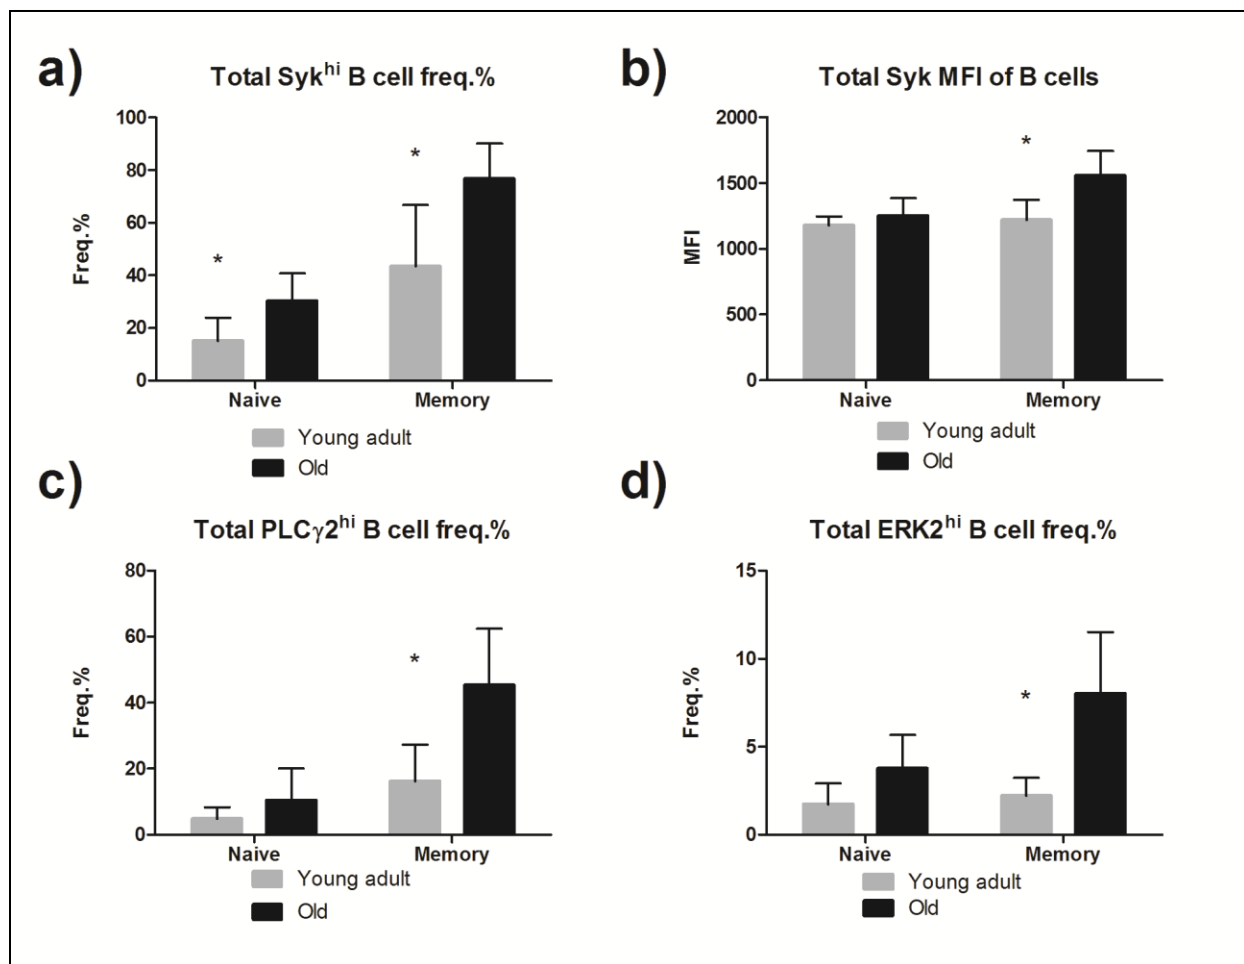 a)
Total Syk^hi B cell freq.%
100
80
60
40
20
0
Freq.%
*
*
Naive
Memory
Young adult
Old
b)
Total Syk MFI of B cells
2000
1500
1000
500
0
MFI
*
Naive
Memory
Young adult
Old
c)
Total PLCγ2^hi B cell freq.%
80
60
40
20
0
Freq.%
*
Naive
Memory
Young adult
Old
d)
Total ERK2^hi B cell freq.%
15
10
5
0
Freq.%
*
Naive
Memory
Young adult
Old